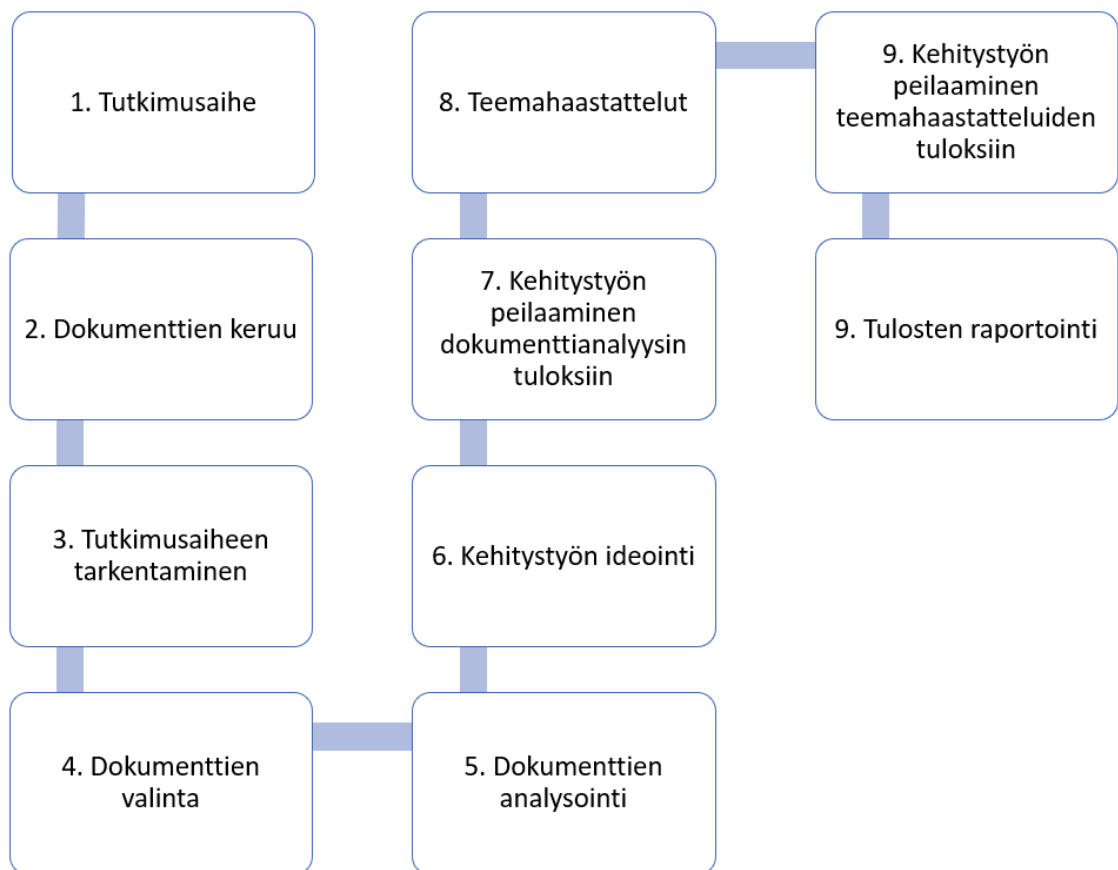 1. Tutkimusaihe
2. Dokumenttien keruu
3. Tutkimusaiheen
tarkentaminen
4. Dokumenttien
valinta
5. Dokumenttien
analysointi
6. Kehitystyön ideointi
7. Kehitystyön
peilaaminen
dokumenttianalyysin
tuloksiin
8. Teemahaastattelut
9. Kehitystyön
peilaaminen
teemahaastatteluiden
tuloksiin
9. Tulosten raportointi